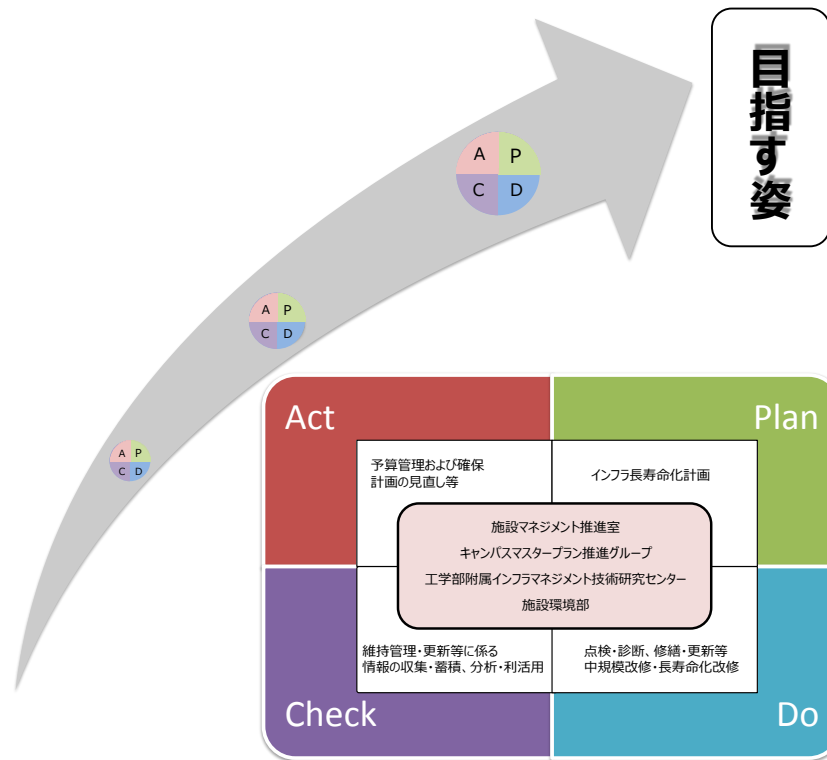 目指す姿
A P
C D
A P
C D
A P
C D
Act
Plan
予算管理および確保
計画の見直し等
インフラ長寿命化計画
施設マネジメント推進室
キャンパスマスタープラン推進グループ
工学部附属インフラマネジメント技術研究センター
施設環境部
維持管理・更新等に係る
情報の収集・蓄積、分析・利活用
点検・診断、修繕・更新等
中規模改修・長寿命化改修
Check
Do